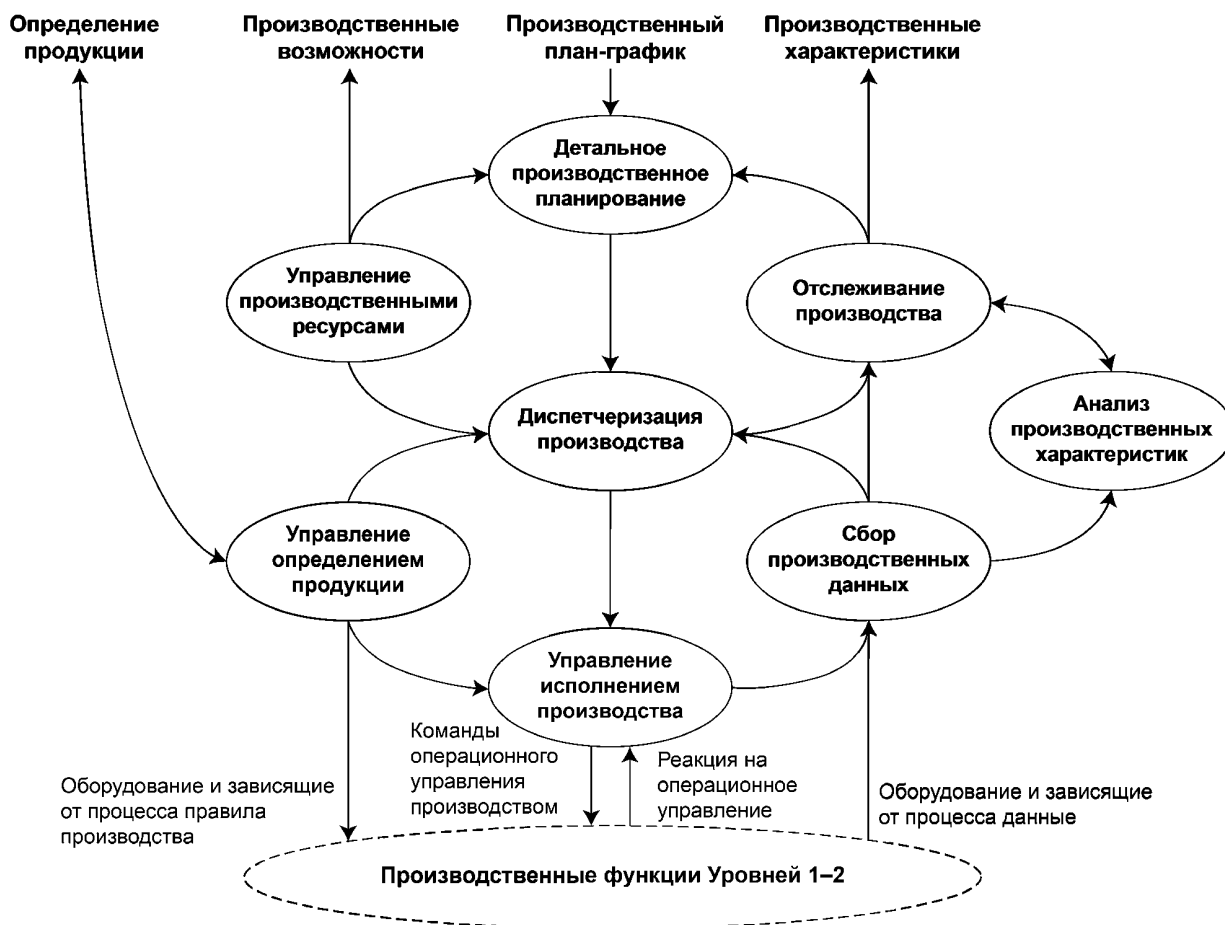 Определение
продукции
Производственные
возможности
Производственный
план-график
Производственные
характеристики
Детальное
производственное
планирование
Управление
производственными
ресурсами
Отслеживание
производства
Диспетчеризация
производства
Анализ
производственных
характеристик
Управление
определением
продукции
Сбор
производственных
данных
Управление
исполнением
производства
Оборудование и зависящие
от процесса правила
производства
Команды
операционного
управления
производством
Реакция на
операционное
управление
Оборудование и зависящие
от процесса данные
Производственные функции Уровней 1–2